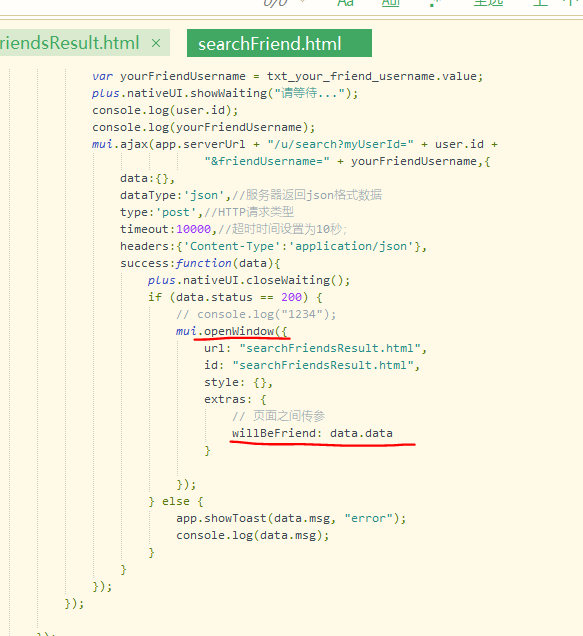 0/0 Aa
friendsResult.html × searchFriend.html
var yourFriendUsername = txt_your_friend_username.value;
plus.nativeUI.showWaiting("请等待...");
console.log(user.id);
console.log(yourFriendUsername);
mui.ajax(app.serverUrl + "/u/search?myUserId=" + user.id +
"&friendUsername=" + yourFriendUsername,{
data:{},
dataType:'json',//服务器返回json格式数据
type:'post',//HTTP请求类型
timeout:10000,//超时时间设置为10秒;
headers:{'Content-Type':'application/json'},
success:function(data){
plus.nativeUI.closeWaiting();
if (data.status == 200) {
// console.log("1234");
mui.openWindow({
url: "searchFriendsResult.html",
id: "searchFriendsResult.html",
style: {},
extras: {
// 页面之间传参
willBeFriend: data.data
}
});
} else {
app.showToast(data.msg, "error");
console.log(data.msg);
}
}
});
});
});